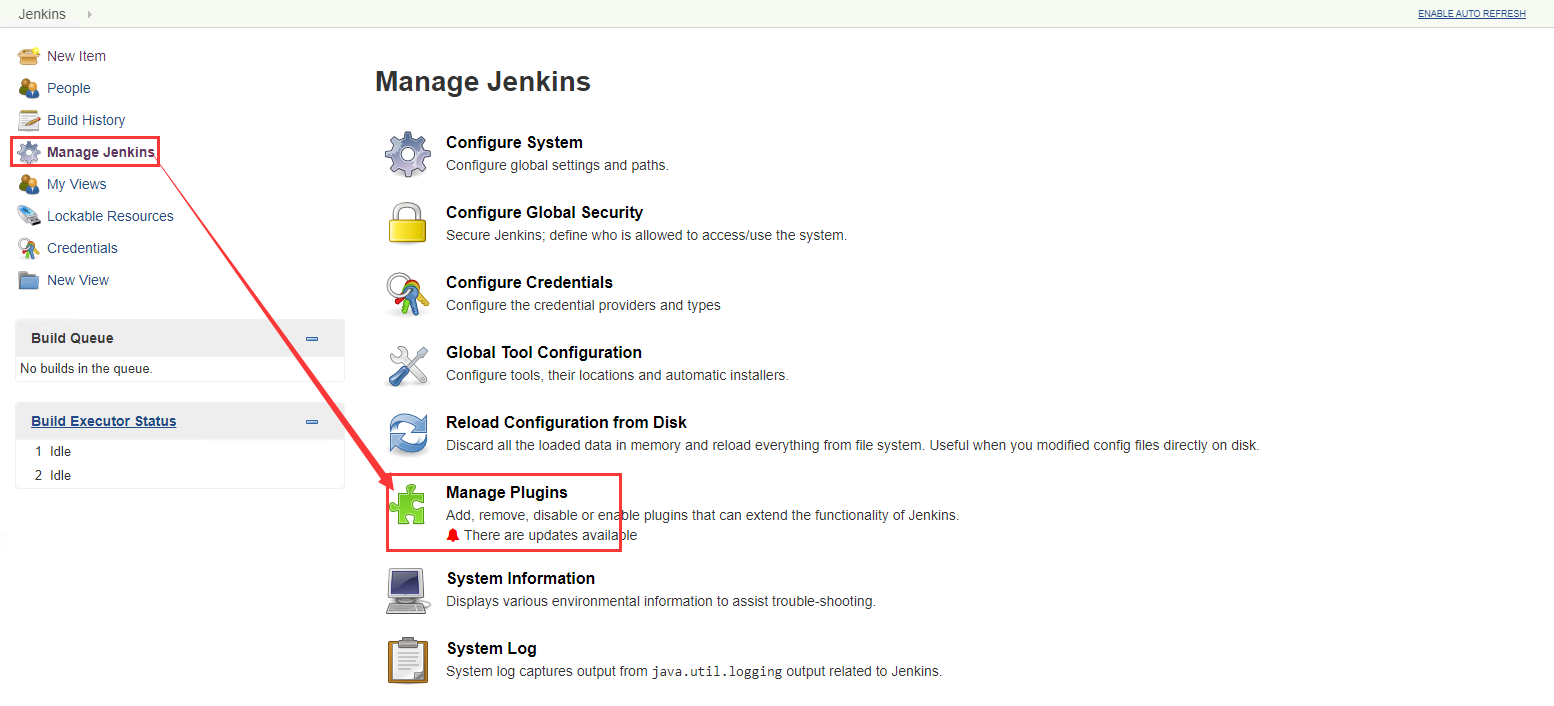 Jenkins
ENABLE AUTO REFRESH
New Item
People
Build History
Manage Jenkins
My Views
Lockable Resources
Credentials
New View
Build Queue
No builds in the queue.
Build Executor Status
1 Idle
2 Idle
Manage Jenkins
Configure System
Configure global settings and paths.
Configure Global Security
Secure Jenkins; define who is allowed to access/use the system.
Configure Credentials
Configure the credential providers and types
Global Tool Configuration
Configure tools, their locations and automatic installers.
Reload Configuration from Disk
Discard all the loaded data in memory and reload everything from file system. Useful when you modified config files directly on disk.
Manage Plugins
Add, remove, disable or enable plugins that can extend the functionality of Jenkins.
There are updates available
System Information
Displays various environmental information to assist trouble-shooting.
System Log
System log captures output from java.util.logging output related to Jenkins.